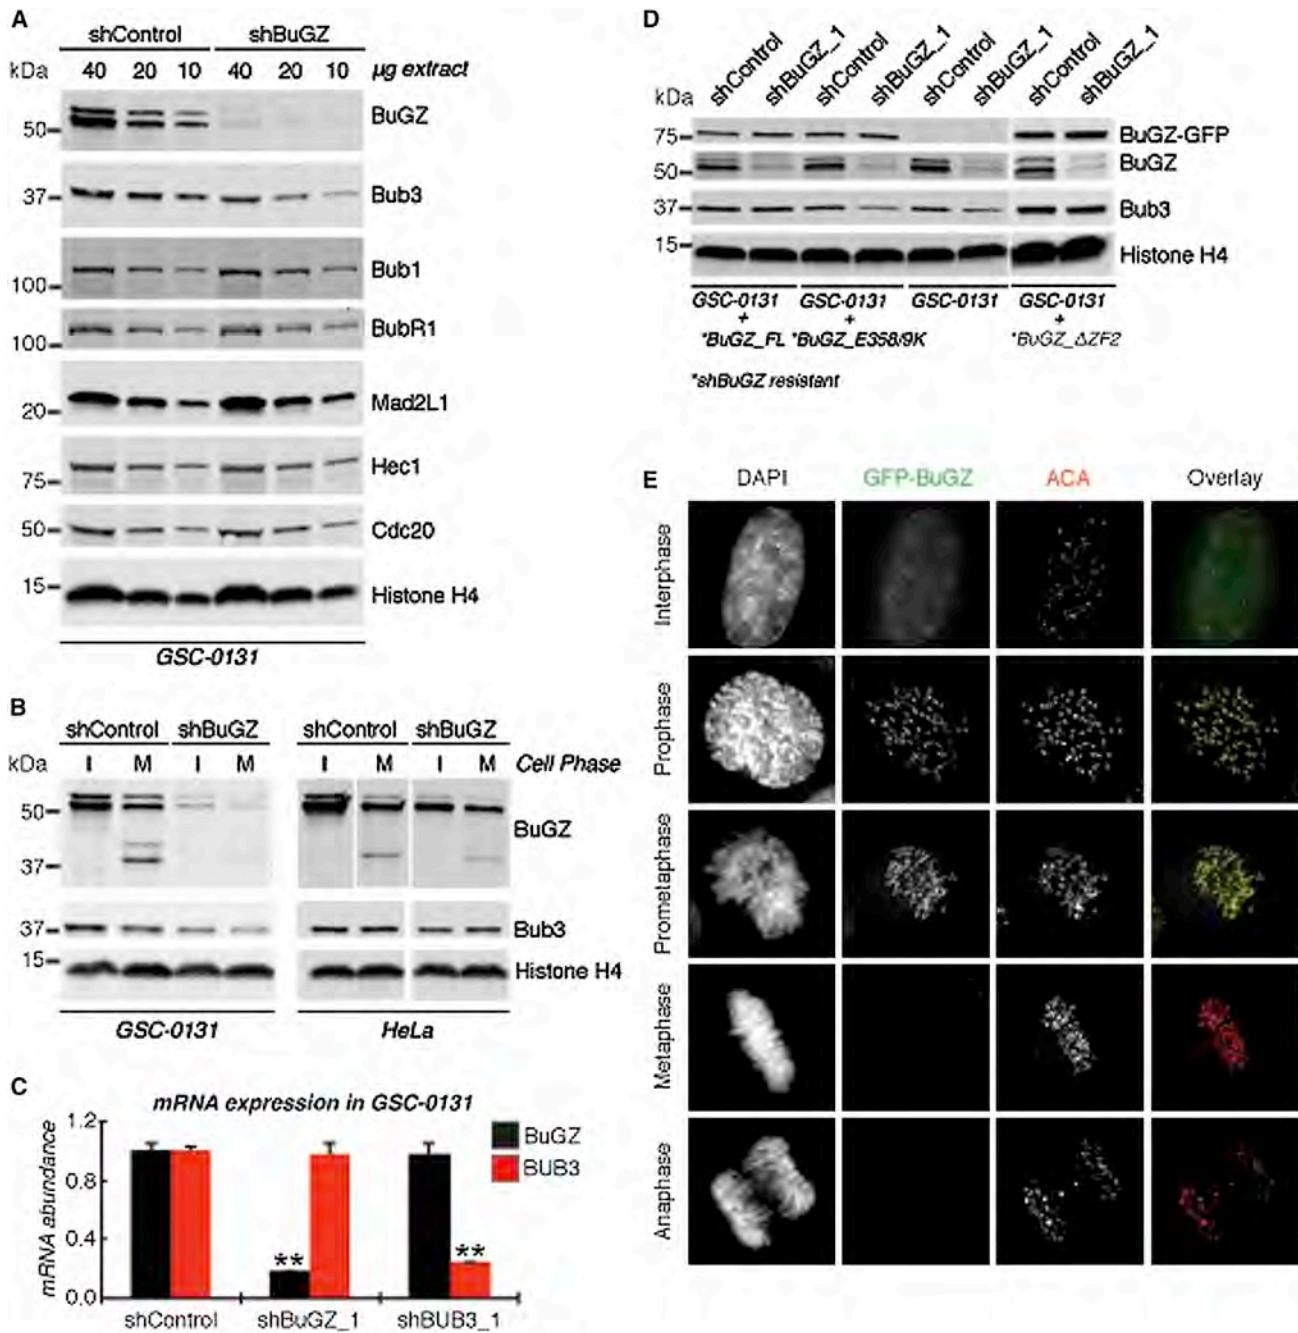 A
shControl shBuGZ
kDa 40 20 10 40 20 10 µg extract
50 BuGZ
37 Bub3
100 Bub1
100 BubR1
20 Mad2L1
75 Hec1
50 Cdc20
15 Histone H4
GSC-0131
B
shControl shBuGZ shControl shBuGZ
kDa I M I M I M I M Cell Phase
50
BuGZ
37
37 Bub3
15
Histone H4
GSC-0131 HeLa
C
mRNA expression in GSC-0131
mRNA abundance
1.2
0.8
0.4
0.0
BuGZ
BUB3
** **
shControl shBuGZ_1 shBUB3_1
D
shControl shBuGZ_1 shControl shBuGZ_1 shControl shBuGZ_1 shControl shBuGZ_1
kDa
75 BuGZ-GFP
50 BuGZ
37 Bub3
15
Histone H4
GSC-0131 GSC-0131 GSC-0131 GSC-0131
+ + +
*BuGZ_FL *BuGZ_E358/9K *BuGZ_ΔZF2
*shBuGZ resistant
E
DAPI GFP-BuGZ ACA Overlay
Interphase
Prophase
Prometaphase
Metaphase
Anaphase